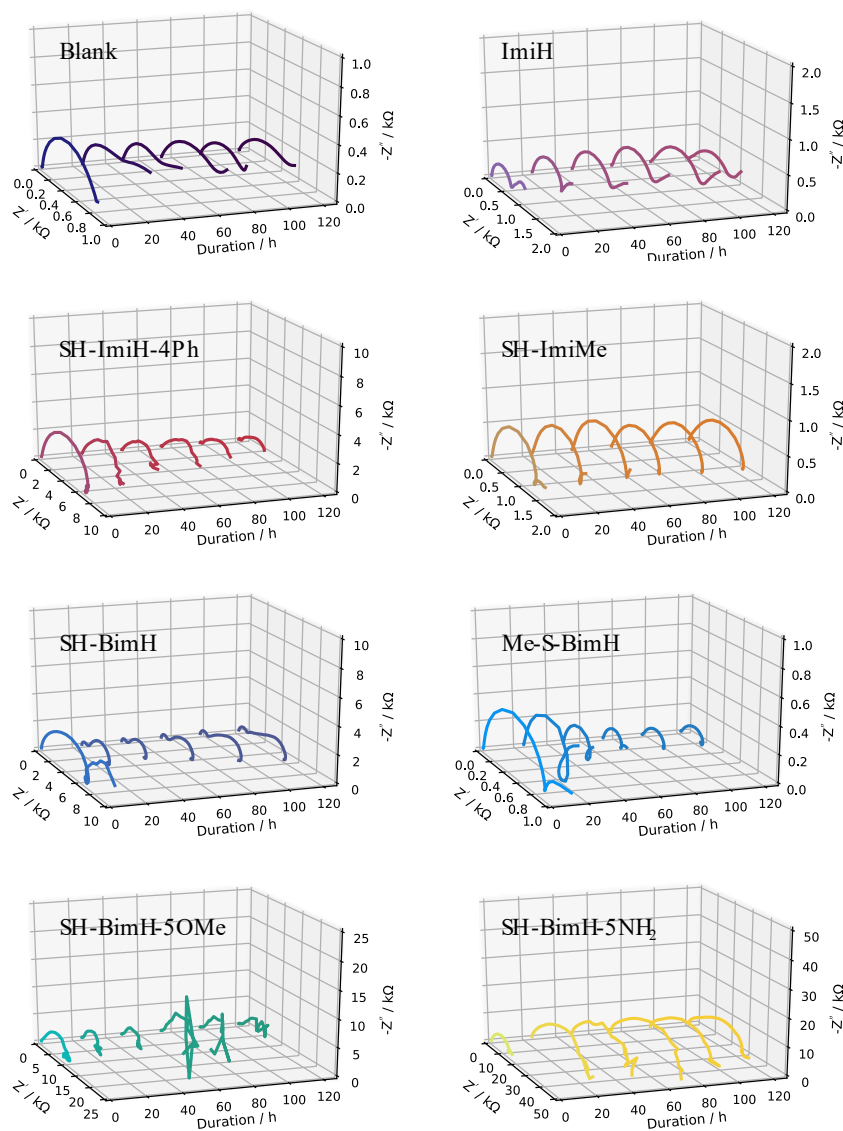 Blank
1.0
0.8
0.6
0.4
0.2
0.0
-Z" / kΩ
0.0
0.2
0.4
0.6
0.8
1.0
Z' / kΩ
0 20 40 60 80 100 120
Duration / h
ImiH
2.0
1.5
1.0
0.5
0.0
-Z" / kΩ
0.0
0.5
1.0
1.5
2.0
Z' / kΩ
0 20 40 60 80 100 120
Duration / h
SH-ImiH-4Ph
10
8
6
4
2
0
-Z" / kΩ
0
2
4
6
8
10
Z' / kΩ
0 20 40 60 80 100 120
Duration / h
SH-ImiMe
2.0
1.5
1.0
0.5
0.0
-Z" / kΩ
0.0
0.5
1.0
1.5
2.0
Z' / kΩ
0 20 40 60 80 100 120
Duration / h
SH-BimH
10
8
6
4
2
0
-Z" / kΩ
0
2
4
6
8
10
Z' / kΩ
0 20 40 60 80 100 120
Duration / h
Me-S-BimH
1.0
0.8
0.6
0.4
0.2
0.0
-Z" / kΩ
0.0
0.2
0.4
0.6
0.8
1.0
Z' / kΩ
0 20 40 60 80 100 120
Duration / h
SH-BimH-5OMe
25
20
15
10
5
0
-Z" / kΩ
0
5
10
15
20
25
Z' / kΩ
0 20 40 60 80 100 120
Duration / h
SH-BimH-5NH₂
50
40
30
20
10
0
-Z" / kΩ
0
10
20
30
40
50
Z' / kΩ
0 20 40 60 80 100 120
Duration / h